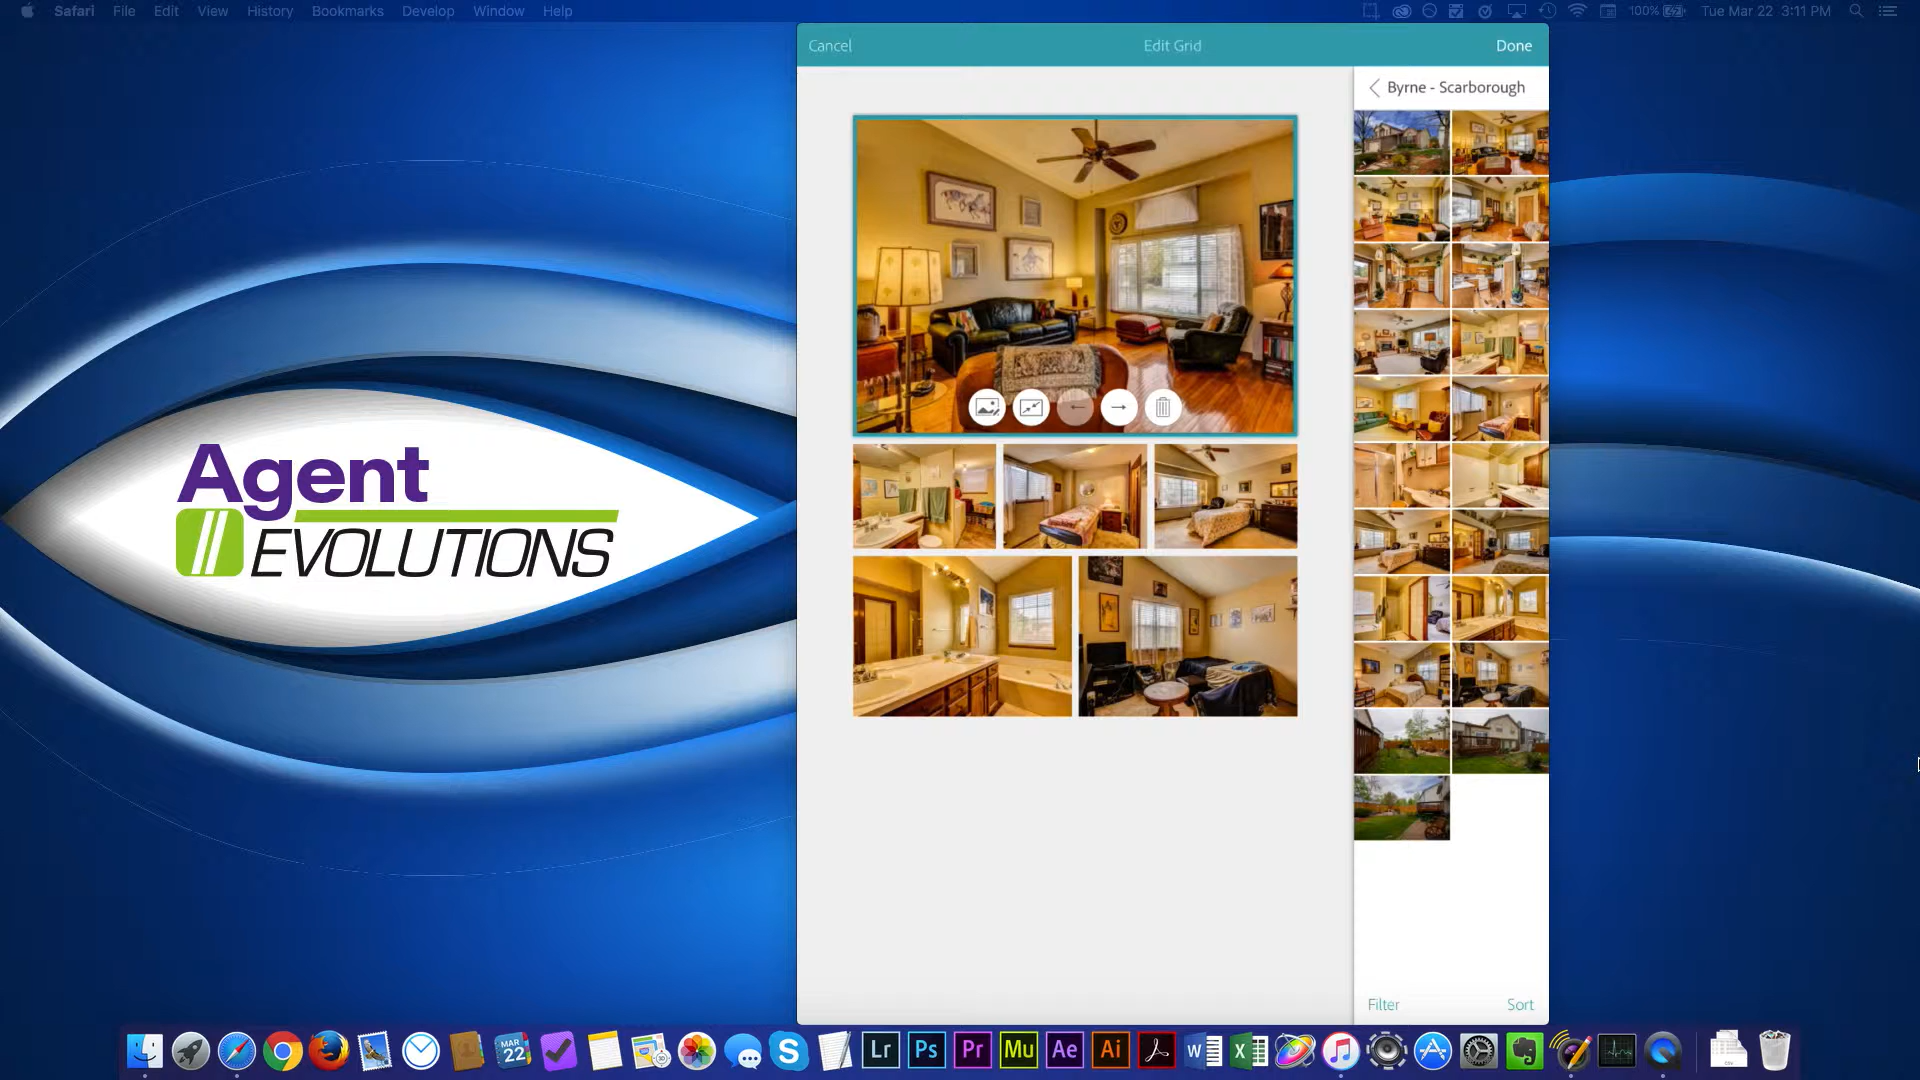 Safari File Edit View History Bookmarks Develop Window Help
100% Tue Mar 22 3:11 PM
Cancel Edit Grid Done
Byrne - Scarborough
Agent
EVOLUTIONS
Filter Sort
MAR
22
Lr Ps Pr Mu Ae Ai W X